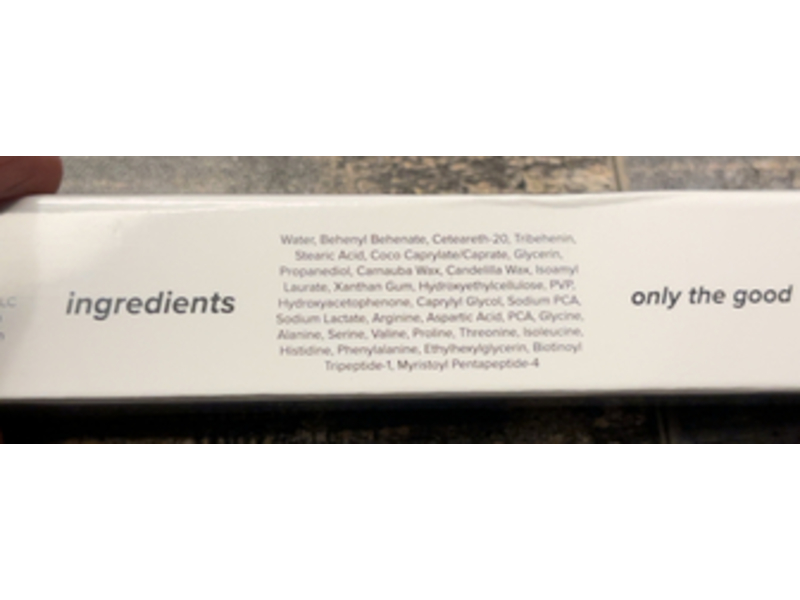 LC
ingredients
Water, Behenyl Behenate, Ceteareth-20, Tribehenin,
Stearic Acid, Coco Caprylate/Caprate, Glycerin,
Propanediol, Carnauba Wax, Candelilla Wax, Isoamyl
Laurate, Xanthan Gum, Hydroxyethylcellulose, PVP,
Hydroxyacetophenone, Caprylyl Glycol, Sodium PCA,
Sodium Lactate, Arginine, Aspartic Acid, PCA, Glycine,
Alanine, Serine, Valine, Proline, Threonine, Isoleucine,
Histidine, Phenylalanine, Ethylhexylglycerin, Biotinoyl
Tripeptide-1, Myristoyl Pentapeptide-4
only the good